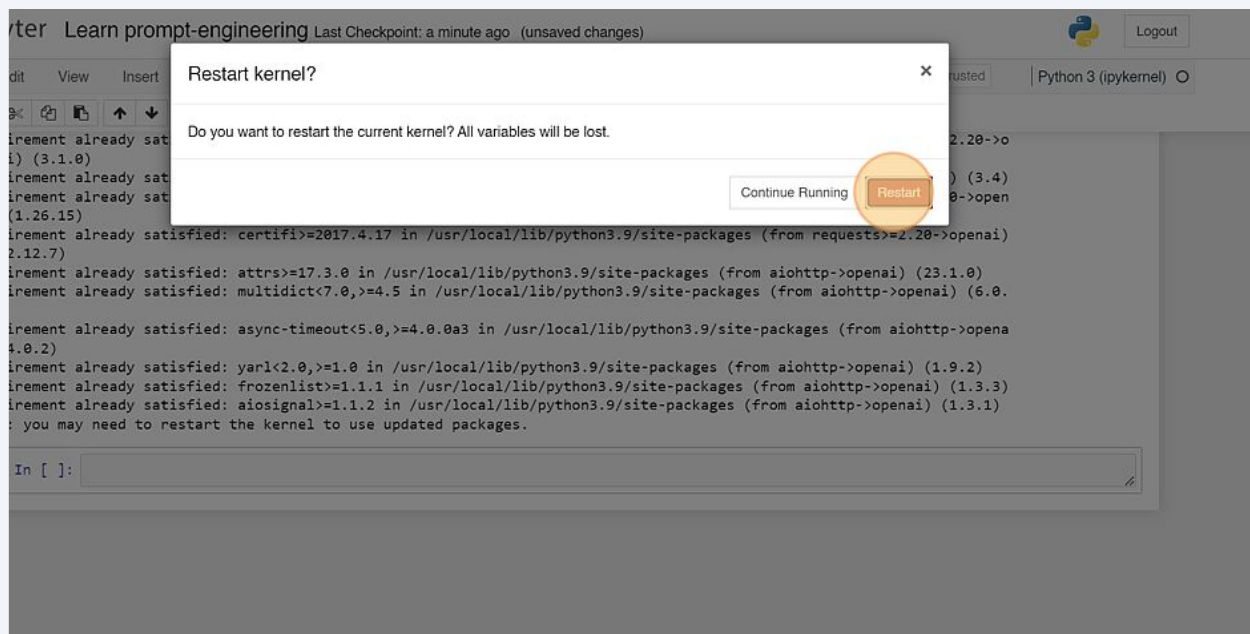 yter Learn prompt-engineering Last Checkpoint: a minute ago (unsaved changes)
Logout
dit View Insert
rusted
Python 3 (ipykernel)
Restart kernel?
×
Do you want to restart the current kernel? All variables will be lost.
Continue Running
Restart
irement already sat 2.20->o
i) (3.1.0)
irement already sat ) (3.4)
irement already sat 0->open
(1.26.15)
irement already satisfied: certifi>=2017.4.17 in /usr/local/lib/python3.9/site-packages (from requests>=2.20->openai)
2.12.7)
irement already satisfied: attrs>=17.3.0 in /usr/local/lib/python3.9/site-packages (from aiohttp->openai) (23.1.0)
irement already satisfied: multidict<7.0,>=4.5 in /usr/local/lib/python3.9/site-packages (from aiohttp->openai) (6.0.
irement already satisfied: async-timeout<5.0,>=4.0.0a3 in /usr/local/lib/python3.9/site-packages (from aiohttp->opena
4.0.2)
irement already satisfied: yarl<2.0,>=1.0 in /usr/local/lib/python3.9/site-packages (from aiohttp->openai) (1.9.2)
irement already satisfied: frozenlist>=1.1.1 in /usr/local/lib/python3.9/site-packages (from aiohttp->openai) (1.3.3)
irement already satisfied: aiosignal>=1.1.2 in /usr/local/lib/python3.9/site-packages (from aiohttp->openai) (1.3.1)
: you may need to restart the kernel to use updated packages.
In [ ]: